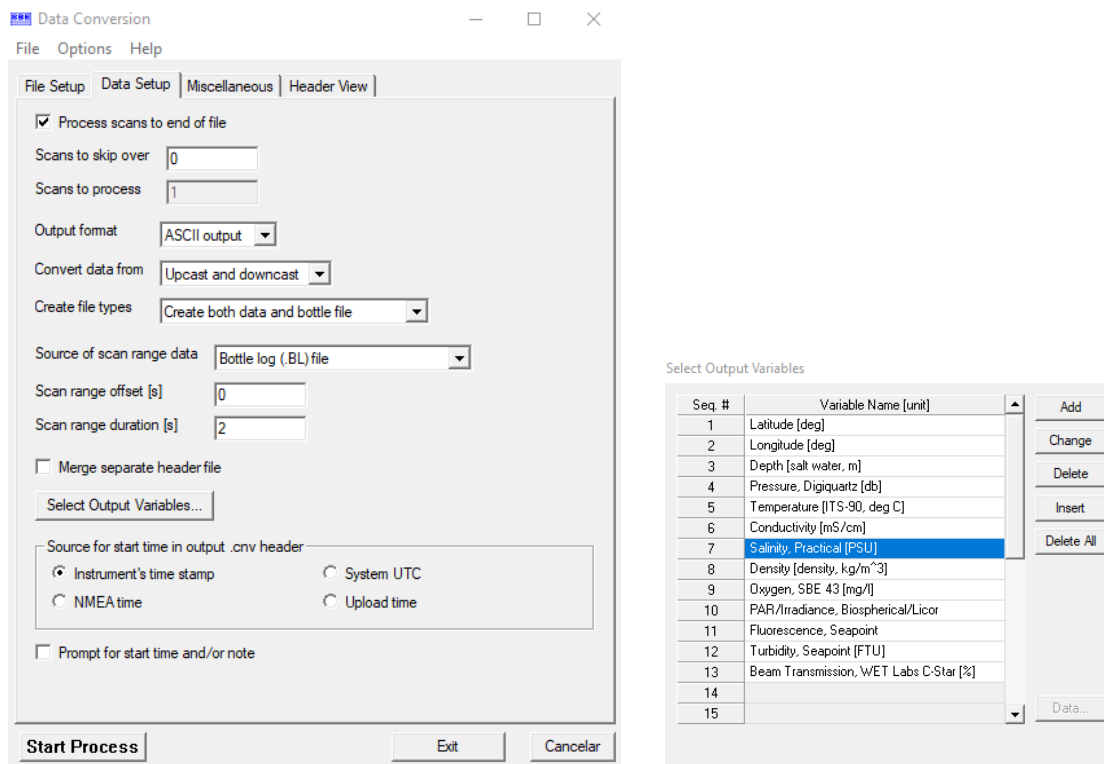 SBE Data Conversion
File Options Help
File Setup Data Setup Miscellaneous Header View
Process scans to end of file
Scans to skip over 0
Scans to process 1
Output format ASCII output
Convert data from Upcast and downcast
Create file types Create both data and bottle file
Source of scan range data Bottle log (.BL) file
Scan range offset [s] 0
Scan range duration [s] 2
Merge separate header file
Select Output Variables...
Source for start time in output .cnv header
Instrument's time stamp System UTC
NMEA time Upload time
Prompt for start time and/or note
Start Process Exit Cancelar
Select Output Variables
Seq. # Variable Name [unit] Add
1 Latitude [deg]
2 Longitude [deg] Change
3 Depth [salt water, m] Delete
4 Pressure, Digiquartz [db]
5 Temperature [ITS-90, deg C] Insert
6 Conductivity [mS/cm] Delete All
7 Salinity, Practical [PSU]
8 Density [density, kg/m^3]
9 Oxygen, SBE 43 [mg/l]
10 PAR/Irradiance, Biospherical/Licor
11 Fluorescence, Seapoint
12 Turbidity, Seapoint [FTU]
13 Beam Transmission, WET Labs C-Star [%]
14
15 Data...